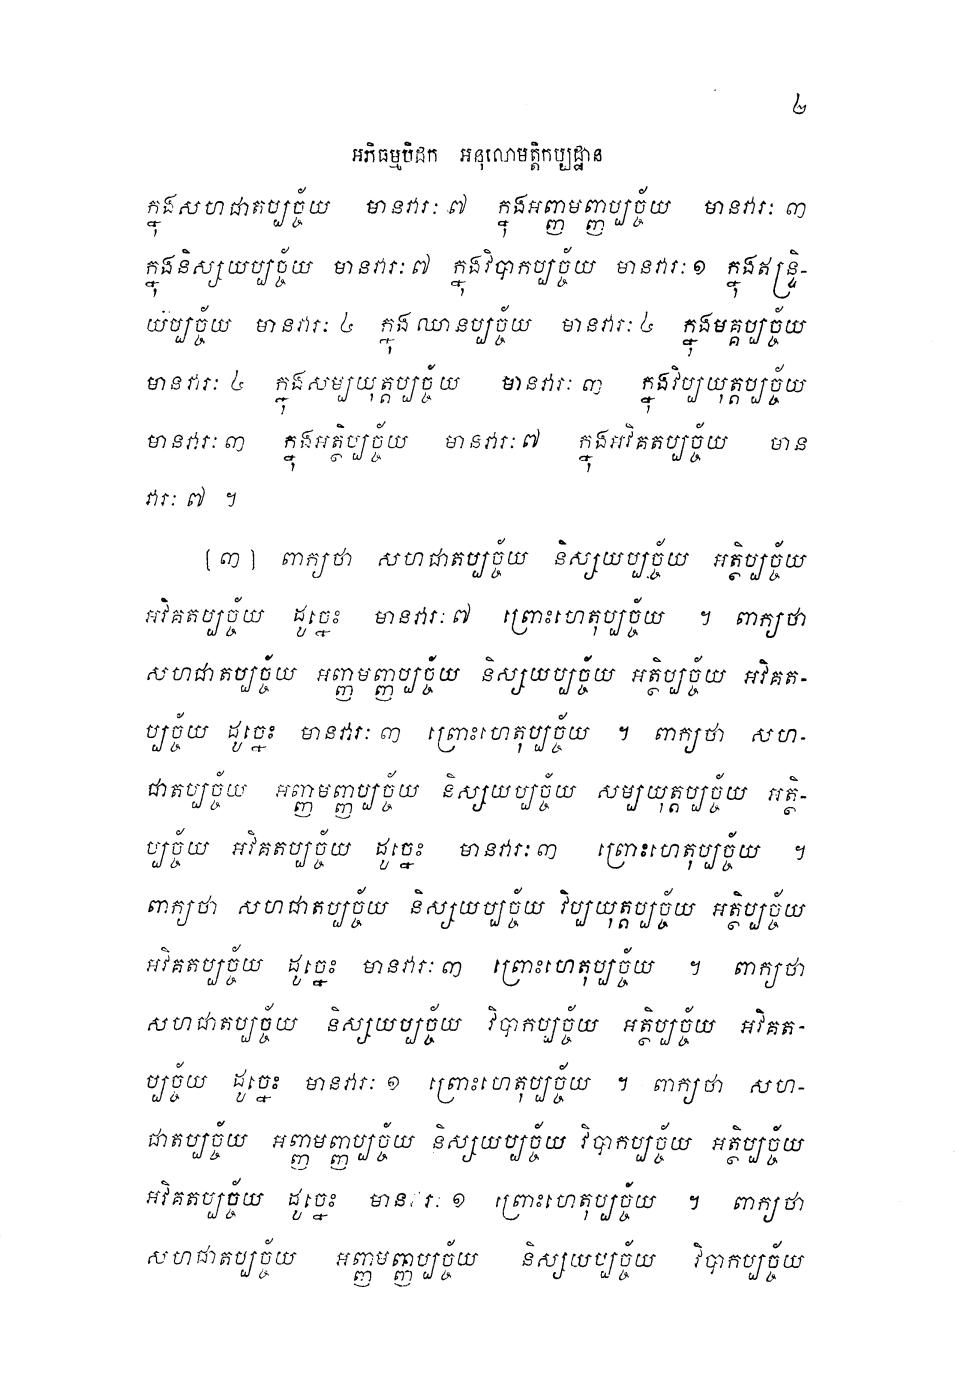 ៤
អភិធម្មបិដក អនុលោមត្តិកប្បដ្ឋាន
ក្នុងសហជាតប្បច្ច័យ មានវារៈ ៧ ក្នុងអញ្ញាមញ្ញប្បច្ច័យ មានវារៈ ៣
ក្នុងនិស្សយប្បច្ច័យ មានវារៈ ៧ ក្នុងវិបាកប្បច្ច័យ មានវារៈ ១ ក្នុងឥន្ទ្រិ-
យប្បច្ច័យ មានវារៈ ៤ ក្នុងឈានប្បច្ច័យ មានវារៈ ៤ ក្នុងមគ្គប្បច្ច័យ
មានវារៈ ៤ ក្នុងសម្បយុត្តប្បច្ច័យ មានវារៈ ៣ ក្នុងវិប្បយុត្តប្បច្ច័យ
មានវារៈ ៣ ក្នុងអត្ថិប្បច្ច័យ មានវារៈ ៧ ក្នុងអវិគតប្បច្ច័យ មាន
វារៈ ៧ ។
[៣] ពាក្យថា សហជាតប្បច្ច័យ និស្សយប្បច្ច័យ អត្ថិប្បច្ច័យ
អវិគតប្បច្ច័យ ដូច្នេះ មានវារៈ ៧ ព្រោះហេតុប្បច្ច័យ ។ ពាក្យថា
សហជាតប្បច្ច័យ អញ្ញមញ្ញប្បច្ច័យ និស្សយប្បច្ច័យ អត្ថិប្បច្ច័យ អវិគត-
ប្បច្ច័យ ដូច្នេះ មានវារៈ ៣ ព្រោះហេតុប្បច្ច័យ ។ ពាក្យថា សហ-
ជាតប្បច្ច័យ អញ្ញាមញ្ញប្បច្ច័យ និស្សយប្បច្ច័យ សម្បយុត្តប្បច្ច័យ អត្ថិ-
ប្បច្ច័យ អវិគតប្បច្ច័យ ដូច្នេះ មានវារៈ ៣ ព្រោះហេតុប្បច្ច័យ ។
ពាក្យថា សហជាតប្បច្ច័យ និស្សយប្បច្ច័យ វិប្បយុត្តប្បច្ច័យ អត្ថិប្បច្ច័យ
អវិគតប្បច្ច័យ ដូច្នេះ មានវារៈ ៣ ព្រោះហេតុប្បច្ច័យ ។ ពាក្យថា
សហជាតប្បច្ច័យ និស្សយប្បច្ច័យ វិបាកប្បច្ច័យ អត្ថិប្បច្ច័យ អវិគត-
ប្បច្ច័យ ដូច្នេះ មានវារៈ ១ ព្រោះហេតុប្បច្ច័យ ។ ពាក្យថា សហ-
ជាតប្បច្ច័យ អញ្ញាមញ្ញប្បច្ច័យ និស្សយប្បច្ច័យ វិបាកប្បច្ច័យ អត្ថិប្បច្ច័យ
អវិគតប្បច្ច័យ ដូច្នេះ មានវារៈ ១ ព្រោះហេតុប្បច្ច័យ ។ ពាក្យថា
សហជាតប្បច្ច័យ អញ្ញាមញ្ញប្បច្ច័យ និស្សយប្បច្ច័យ វិបាកប្បច្ច័យ